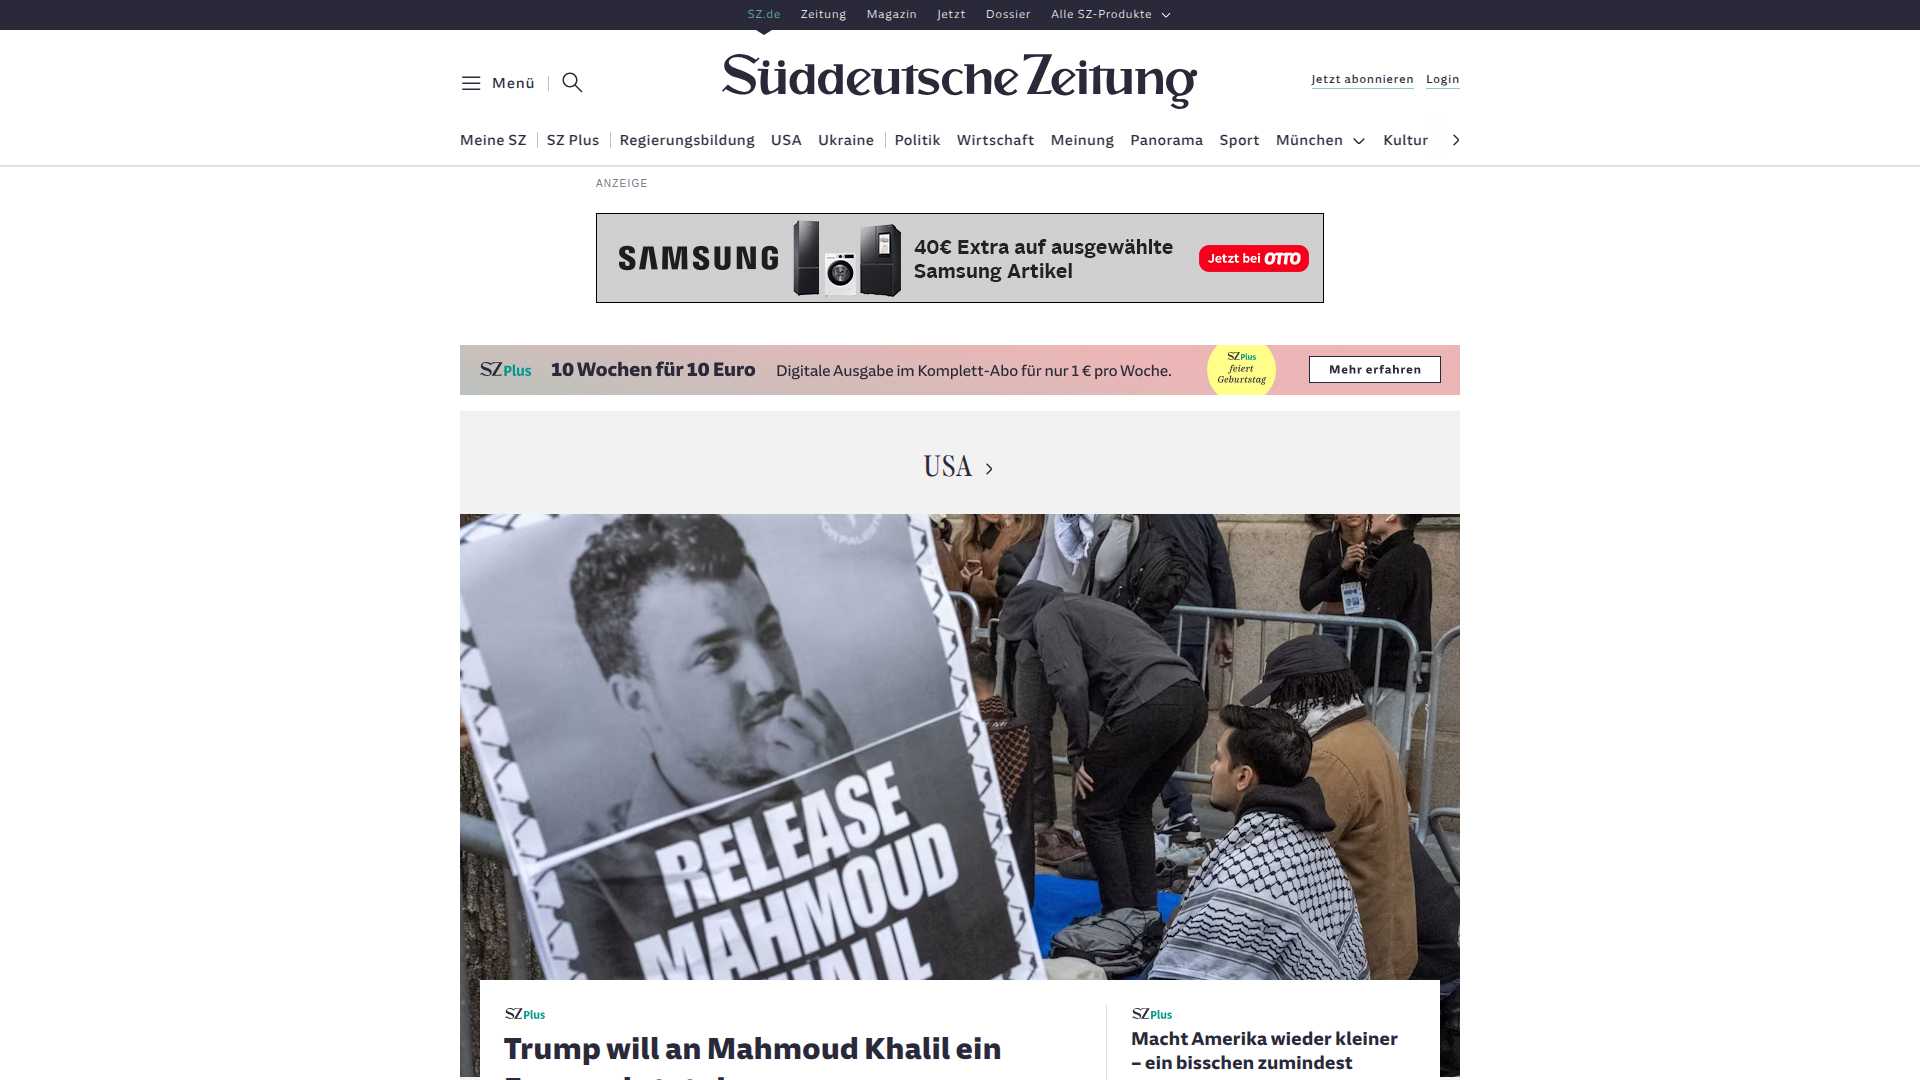 SZ.de Zeitung Magazin Jetzt Dossier Alle SZ-Produkte
Menü
Süddeutsche Zeitung
Jetzt abonnieren Login
Meine SZ SZ Plus Regierungsbildung USA Ukraine Politik Wirtschaft Meinung Panorama Sport München Kultur
ANZEIGE
SAMSUNG
40€ Extra auf ausgewählte
Samsung Artikel
Jetzt bei OTTO
SZ Plus 10 Wochen für 10 Euro Digitale Ausgabe im Komplett-Abo für nur 1 € pro Woche.
SZ Plus
feiert
Geburtstag
Mehr erfahren
USA
RELEASE
MAHMOUD
SZ Plus
Trump will an Mahmoud Khalil ein
SZ Plus
Macht Amerika wieder kleiner
– ein bisschen zumindest